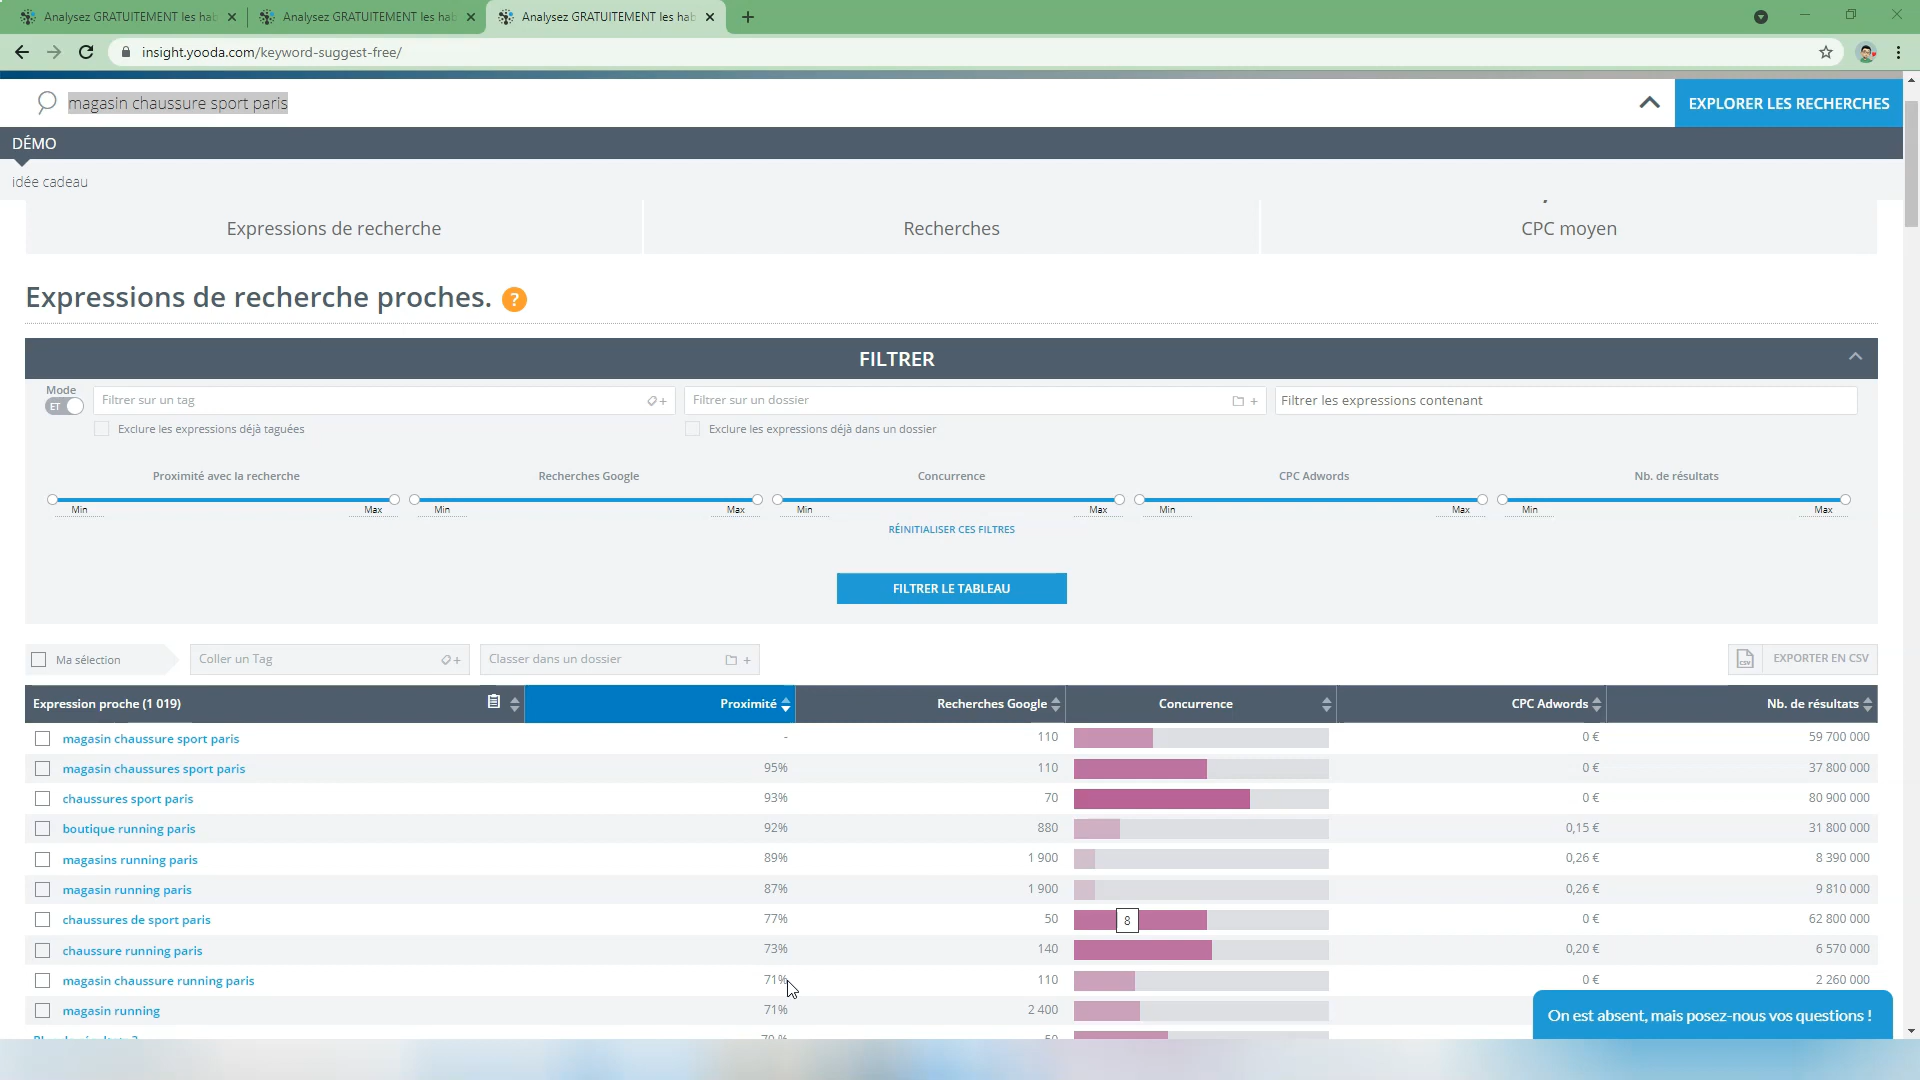 Analysez GRATUITEMENT les hab
Analysez GRATUITEMENT les hab
Analysez GRATUITEMENT les hab
insight.yooda.com/keyword-suggest-free/
magasin chaussure sport paris
EXPLORER LES RECHERCHES
DÉMO
idée cadeau
Expressions de recherche
Recherches
CPC moyen
Expressions de recherche proches. ?
FILTRER
Mode
ET
Filtrer sur un tag
Filtrer sur un dossier
Filtrer les expressions contenant
Exclure les expressions déjà taguées
Exclure les expressions déjà dans un dossier
Proximité avec la recherche
Recherches Google
Concurrence
CPC Adwords
Nb. de résultats
Min Max Min Max Min Max Min Max Min Max
RÉINITIALISER CES FILTRES
FILTRER LE TABLEAU
Ma sélection
Coller un Tag
Classer dans un dossier
CSV
EXPORTER EN CSV
Expression proche (1 019) Proximité Recherches Google Concurrence CPC Adwords Nb. de résultats
magasin chaussure sport paris - 110 0 € 59 700 000
magasin chaussures sport paris 95% 110 0 € 37 800 000
chaussures sport paris 93% 70 0 € 80 900 000
boutique running paris 92% 880 0,15 € 31 800 000
magasins running paris 89% 1 900 0,26 € 8 390 000
magasin running paris 87% 1 900 0,26 € 9 810 000
chaussures de sport paris 77% 50 8 0 € 62 800 000
chaussure running paris 73% 140 0,20 € 6 570 000
magasin chaussure running paris 71% 110 0 € 2 260 000
magasin running 71% 2 400
On est absent, mais posez-nous vos questions !